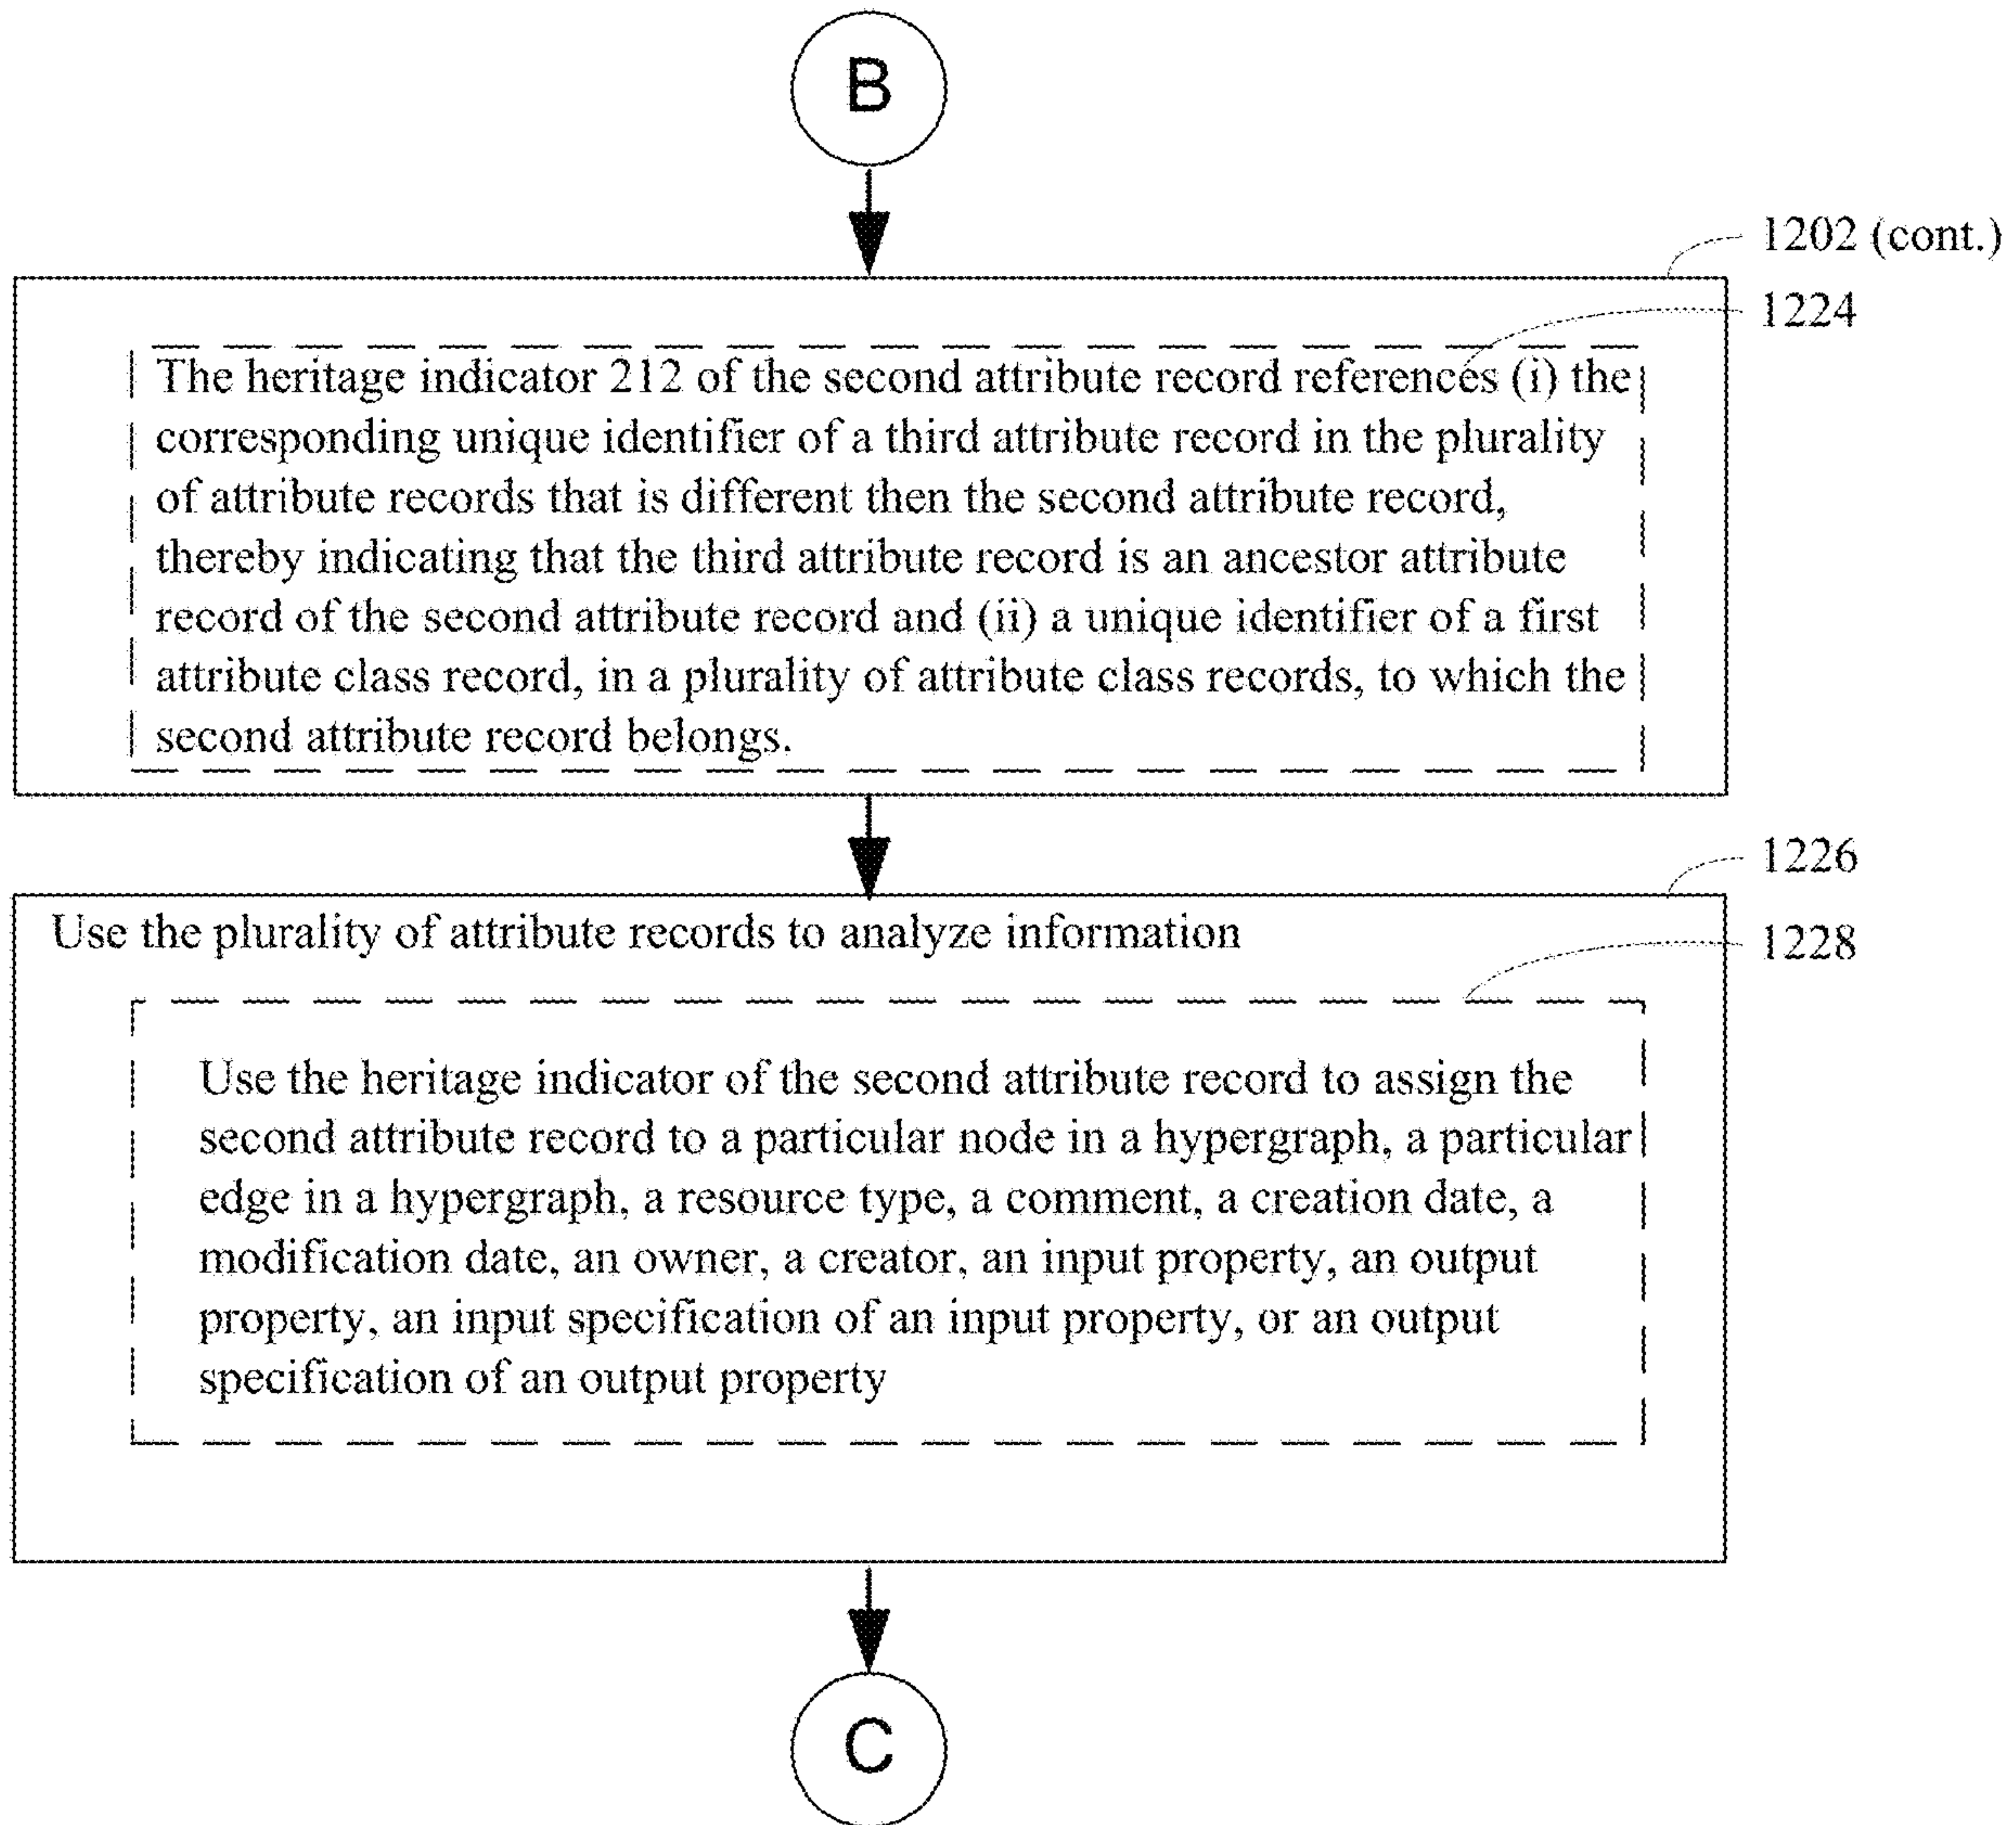 B
1202 (cont.)
1224
The heritage indicator 212 of the second attribute record references (i) the
corresponding unique identifier of a third attribute record in the plurality
of attribute records that is different then the second attribute record,
thereby indicating that the third attribute record is an ancestor attribute
record of the second attribute record and (ii) a unique identifier of a first
attribute class record, in a plurality of attribute class records, to which the
second attribute record belongs.
1226
Use the plurality of attribute records to analyze information
1228
Use the heritage indicator of the second attribute record to assign the
second attribute record to a particular node in a hypergraph, a particular
edge in a hypergraph, a resource type, a comment, a creation date, a
modification date, an owner, a creator, an input property, an output
property, an input specification of an input property, or an output
specification of an output property
C